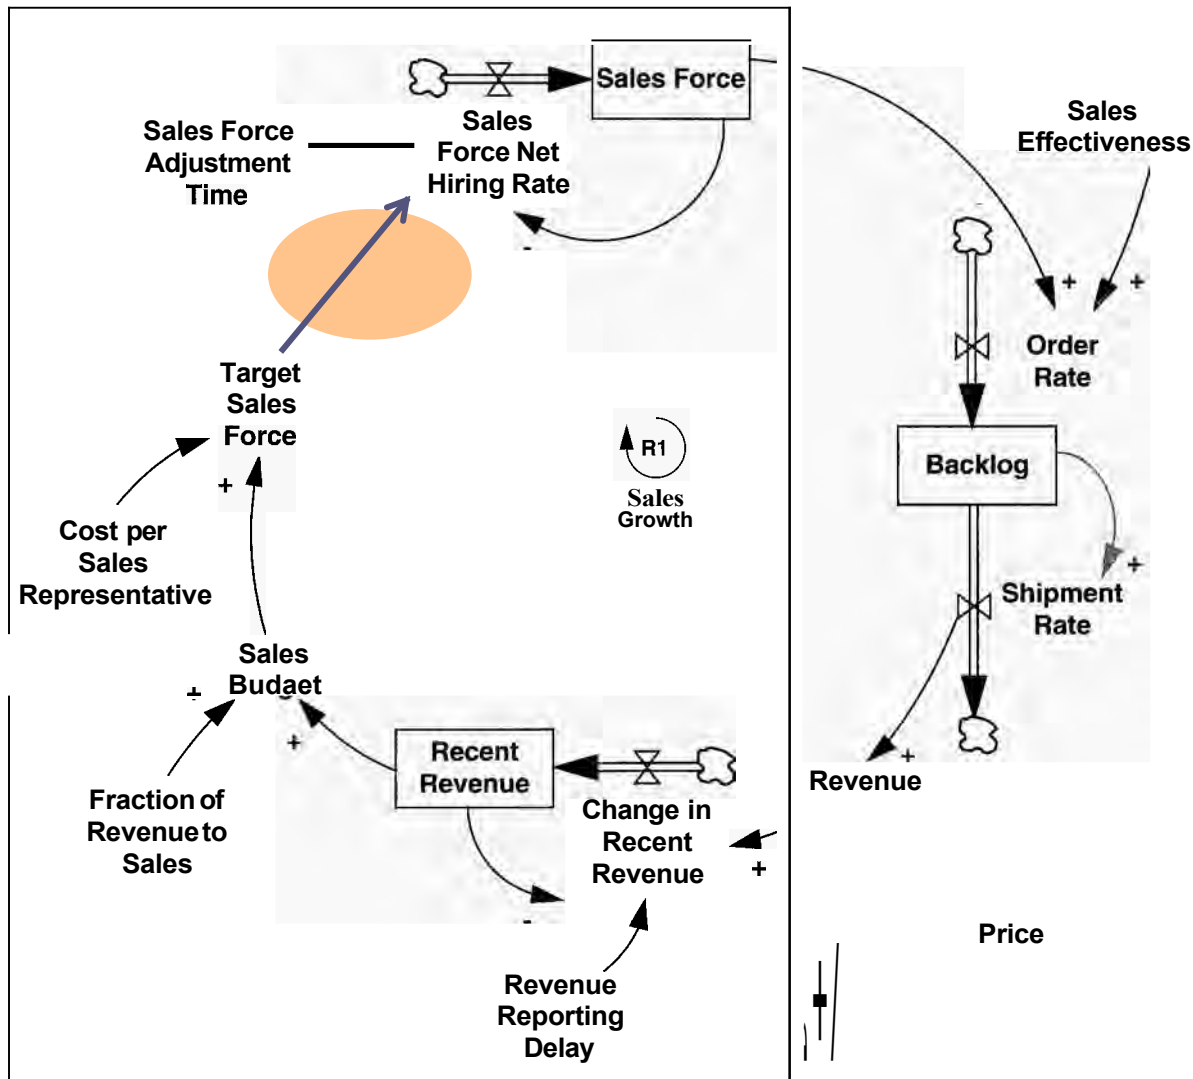 Sales Force
Sales Force
Adjustment
Time
Sales
Force Net
Hiring Rate
-
Sales
Effectiveness
+
+
Order
Rate
Target
Sales
Force
+
R1
Sales
Growth
Backlog
Cost per
Sales
Representative
+
Shipment
Rate
Sales
Budaet
+
+
Recent
Revenue
+
Revenue
Fraction of
Revenue to
Sales
Change in
Recent
Revenue
+
-
Price
Revenue
Reporting
Delay